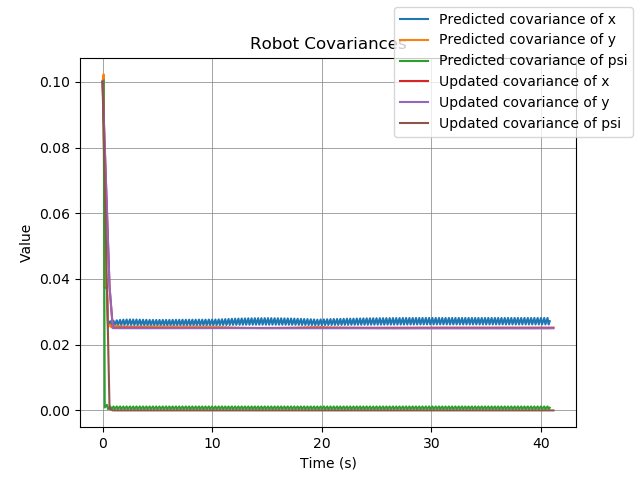 Robot Covariances
Predicted covariance of x
Predicted covariance of y
Predicted covariance of psi
Updated covariance of x
Updated covariance of y
Updated covariance of psi
Value
0.10
0.08
0.06
0.04
0.02
0.00
0 10 20 30 40
Time (s)